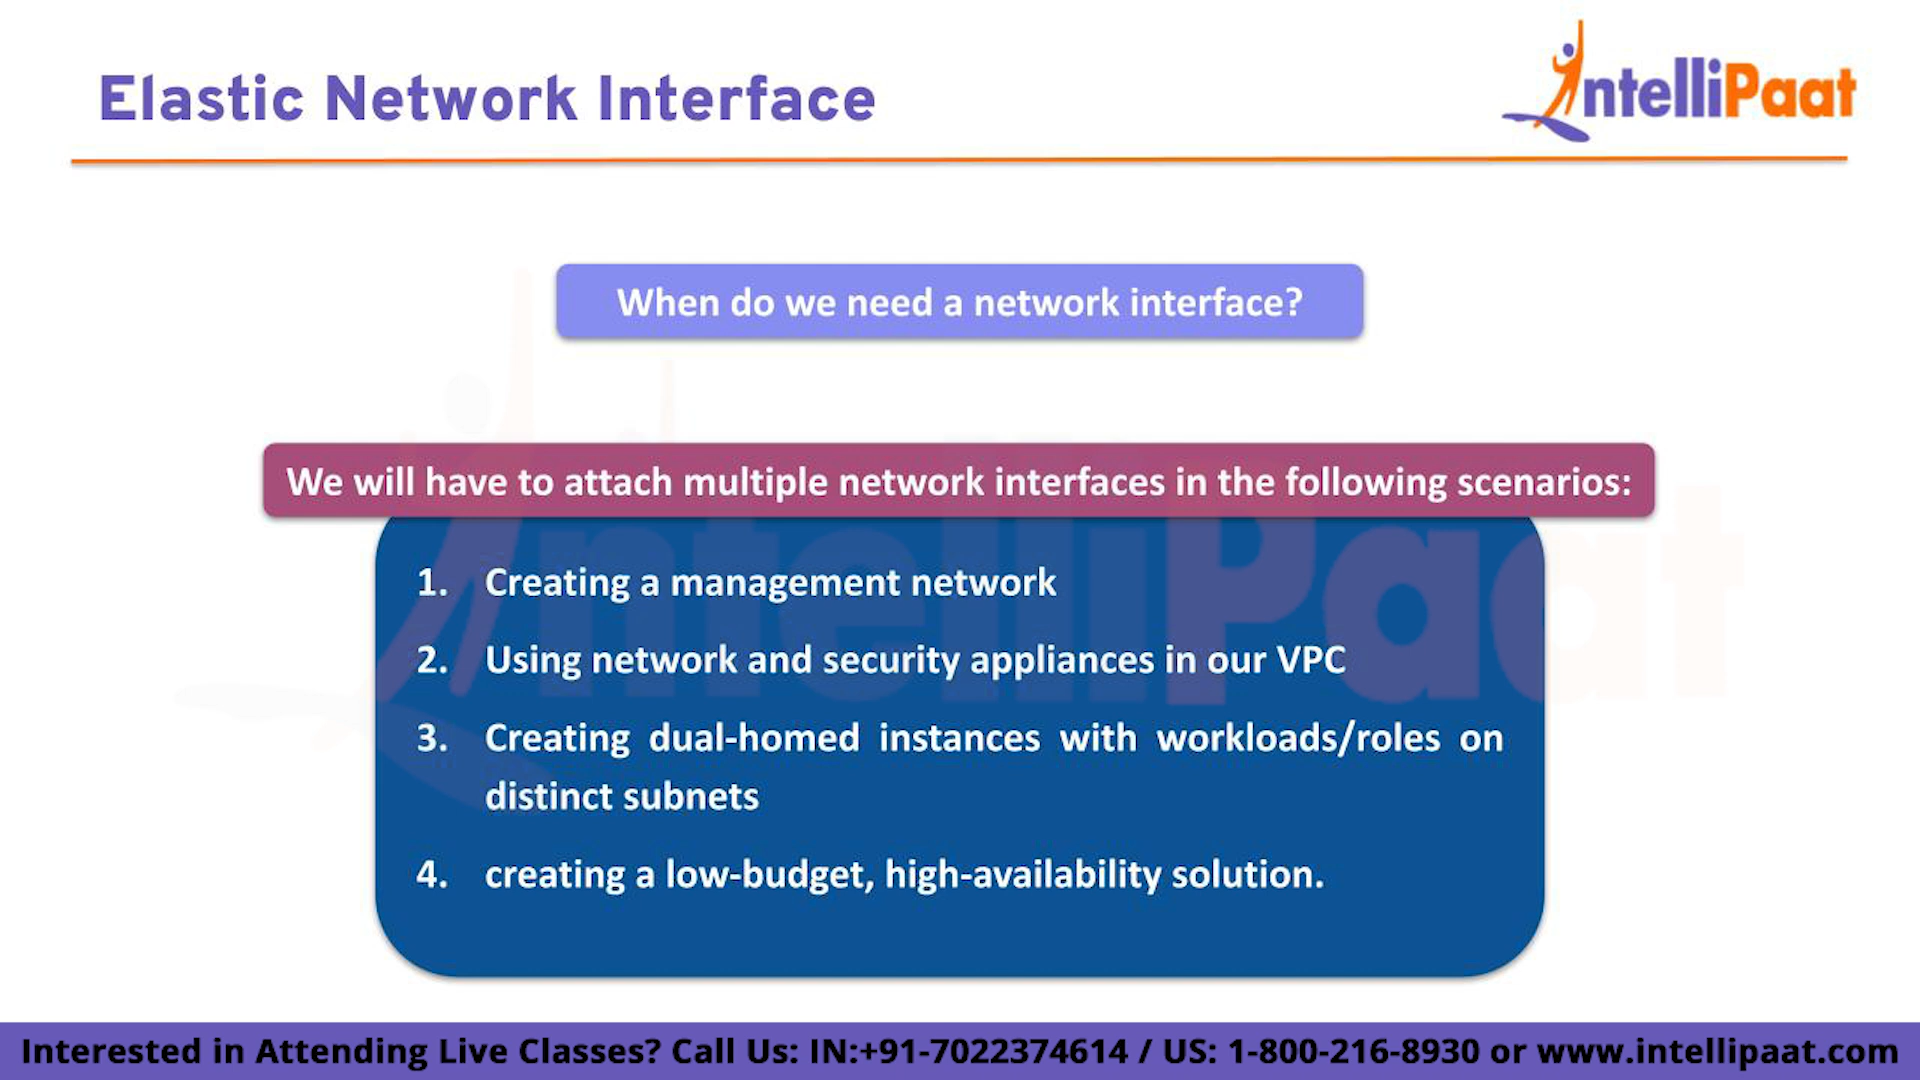 Elastic Network Interface
IntelliPaat
When do we need a network interface?
We will have to attach multiple network interfaces in the following scenarios:
1. Creating a management network
2. Using network and security appliances in our VPC
3. Creating dual-homed instances with workloads/roles on
distinct subnets
4. creating a low-budget, high-availability solution.
IntelliPaat
Interested in Attending Live Classes? Call Us: IN:+91-7022374614 / US: 1-800-216-8930 or www.intellipaat.com